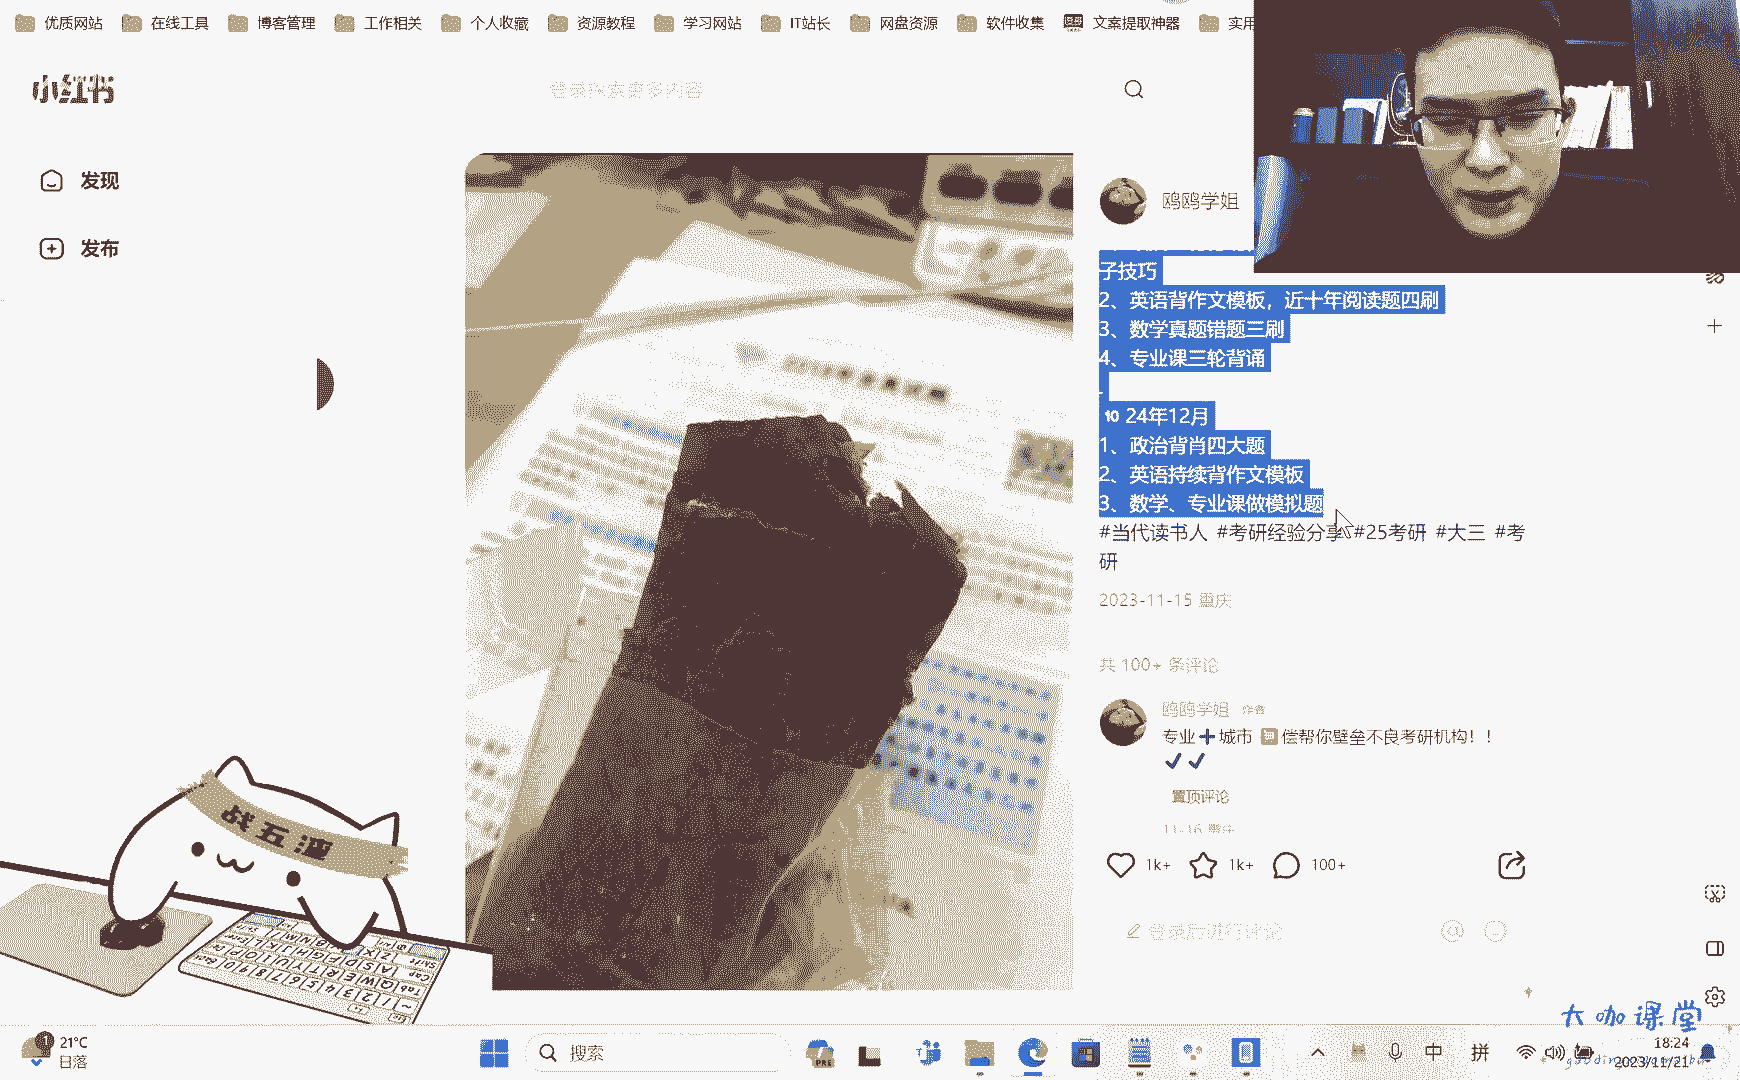 优质网站 在线工具 博客管理 工作相关 个人收藏 资源教程 学习网站 IT站长 网盘资源 软件收集 文案提取神器 实用
小红书
登录探索更多内容
发现
发布
鸥鸥学姐
子技巧
2、英语背作文模板，近十年阅读题四刷
3、数学真题错题三刷
4、专业课三轮背诵
-
10 24年12月
1、政治背肖四大题
2、英语持续背作文模板
3、数学、专业课做模拟题
#当代读书人 #考研经验分享 #25考研 #大三 #考
研
2023-11-15 重庆
共 100+ 条评论
鸥鸥学姐 作者
专业➕城市 偿帮你壁垒不良考研机构！！
置顶评论
11-16 重庆
1k+ 1k+ 100+
登录后进行评论
战五渣
大咖课堂
21°C
日落
搜索
PRE
中 拼
18:24
2023/11/21